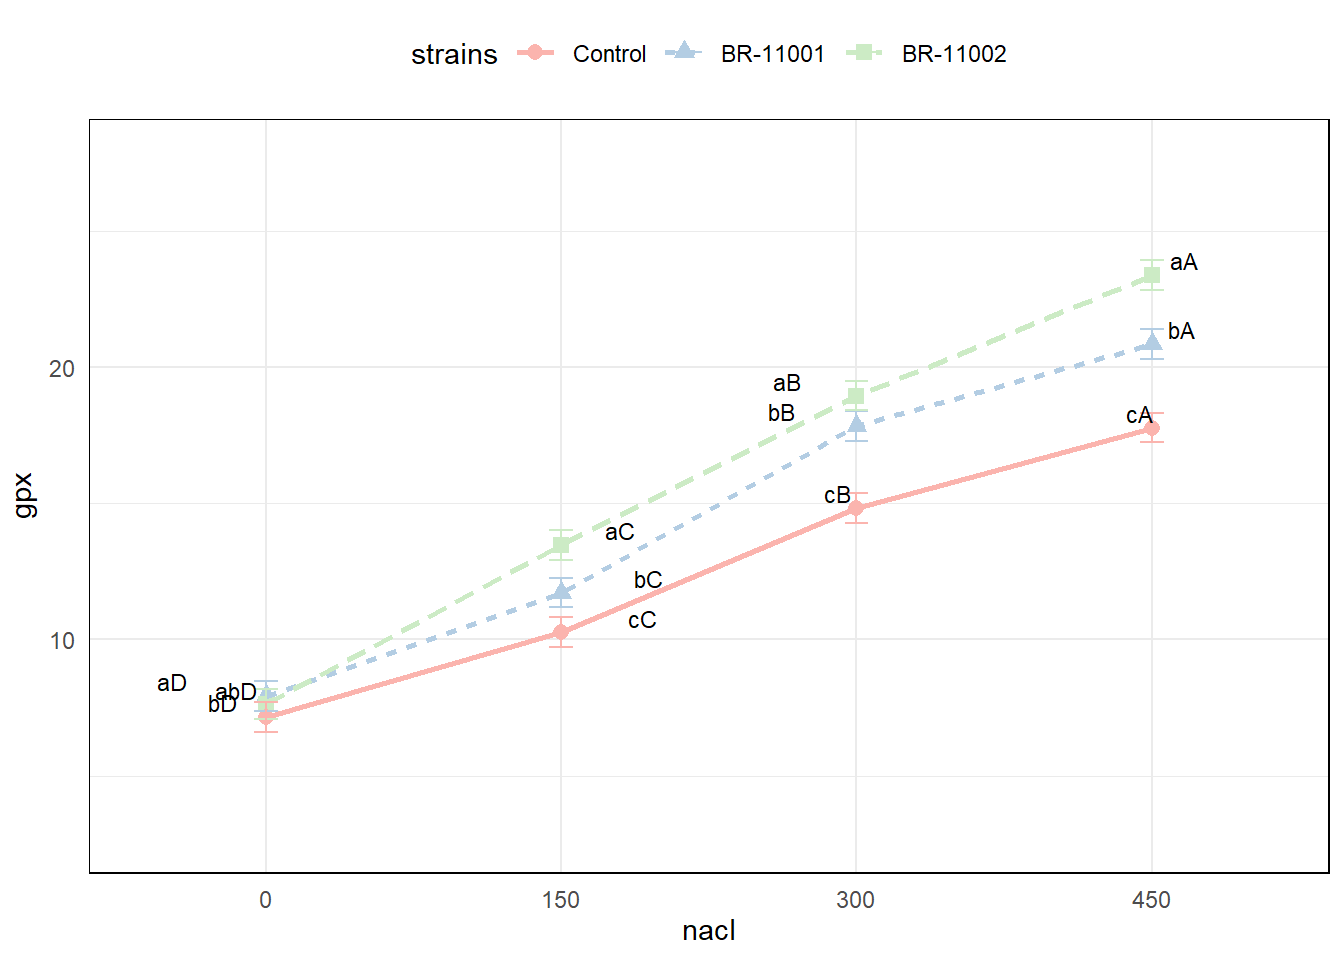 strains Control BR-11001 BR-11002
aA
bA
20
aB
bB
cA
cB
gpx
aC
bC
cC
10
aD
abD
bD
0 150 300 450
nacl